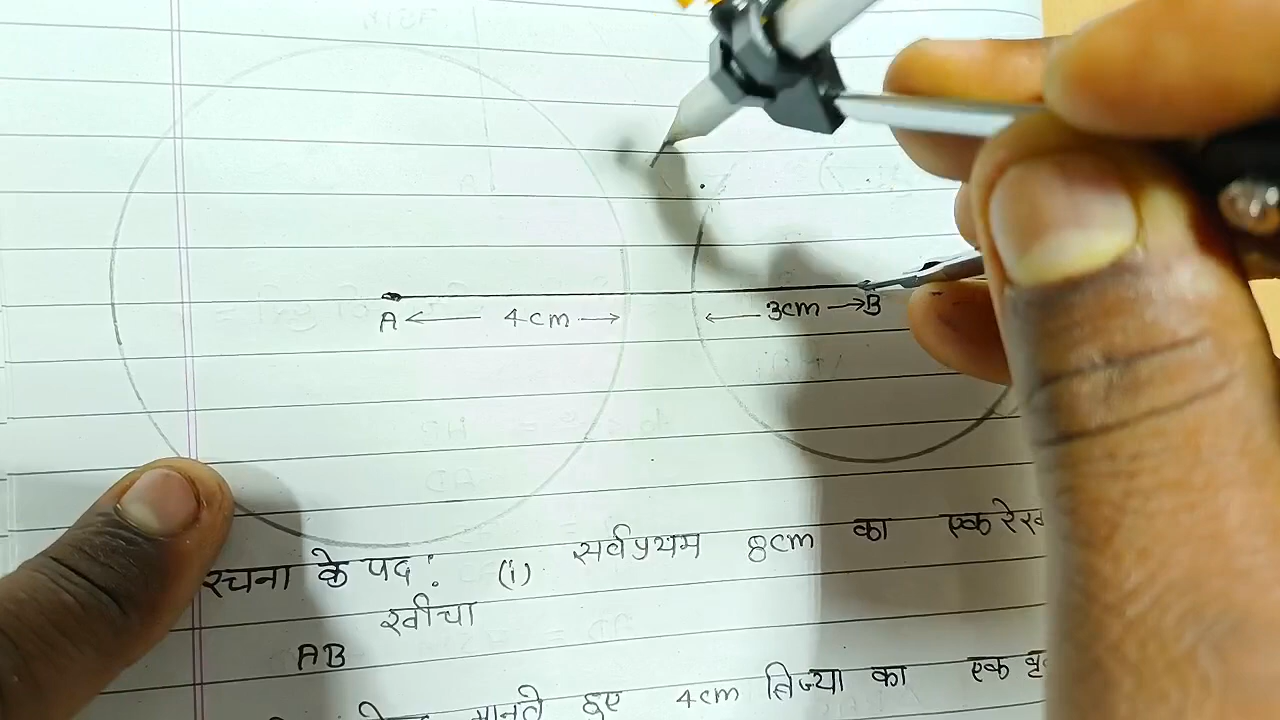 A ← 4cm → ← 3cm → B
रचना के पद : (i) सर्वप्रथम 8cm का एक
खींचा
AB
मानते हुए 4cm त्रिज्या का एक